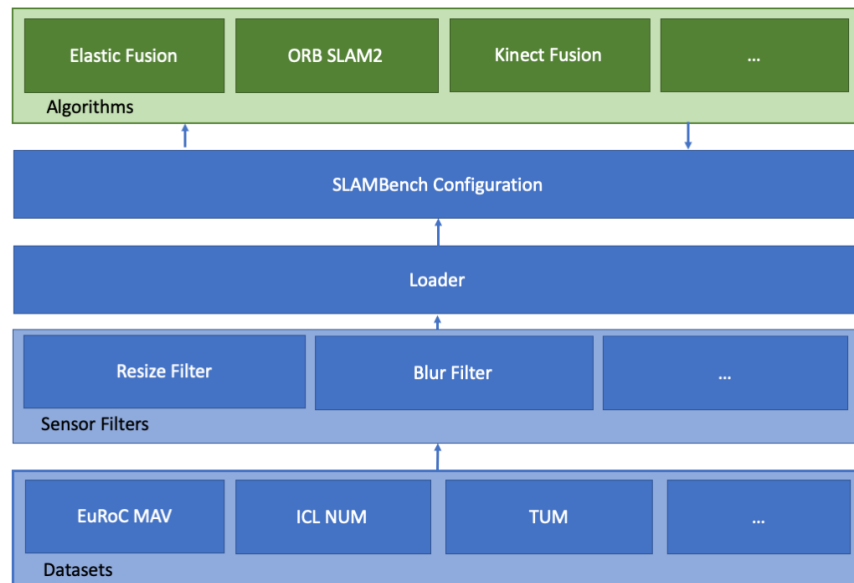 Elastic Fusion
ORB SLAM2
Kinect Fusion
...
Algorithms
SLAMBench Configuration
Loader
Resize Filter
Blur Filter
...
Sensor Filters
EuRoC MAV
ICL NUM
TUM
...
Datasets